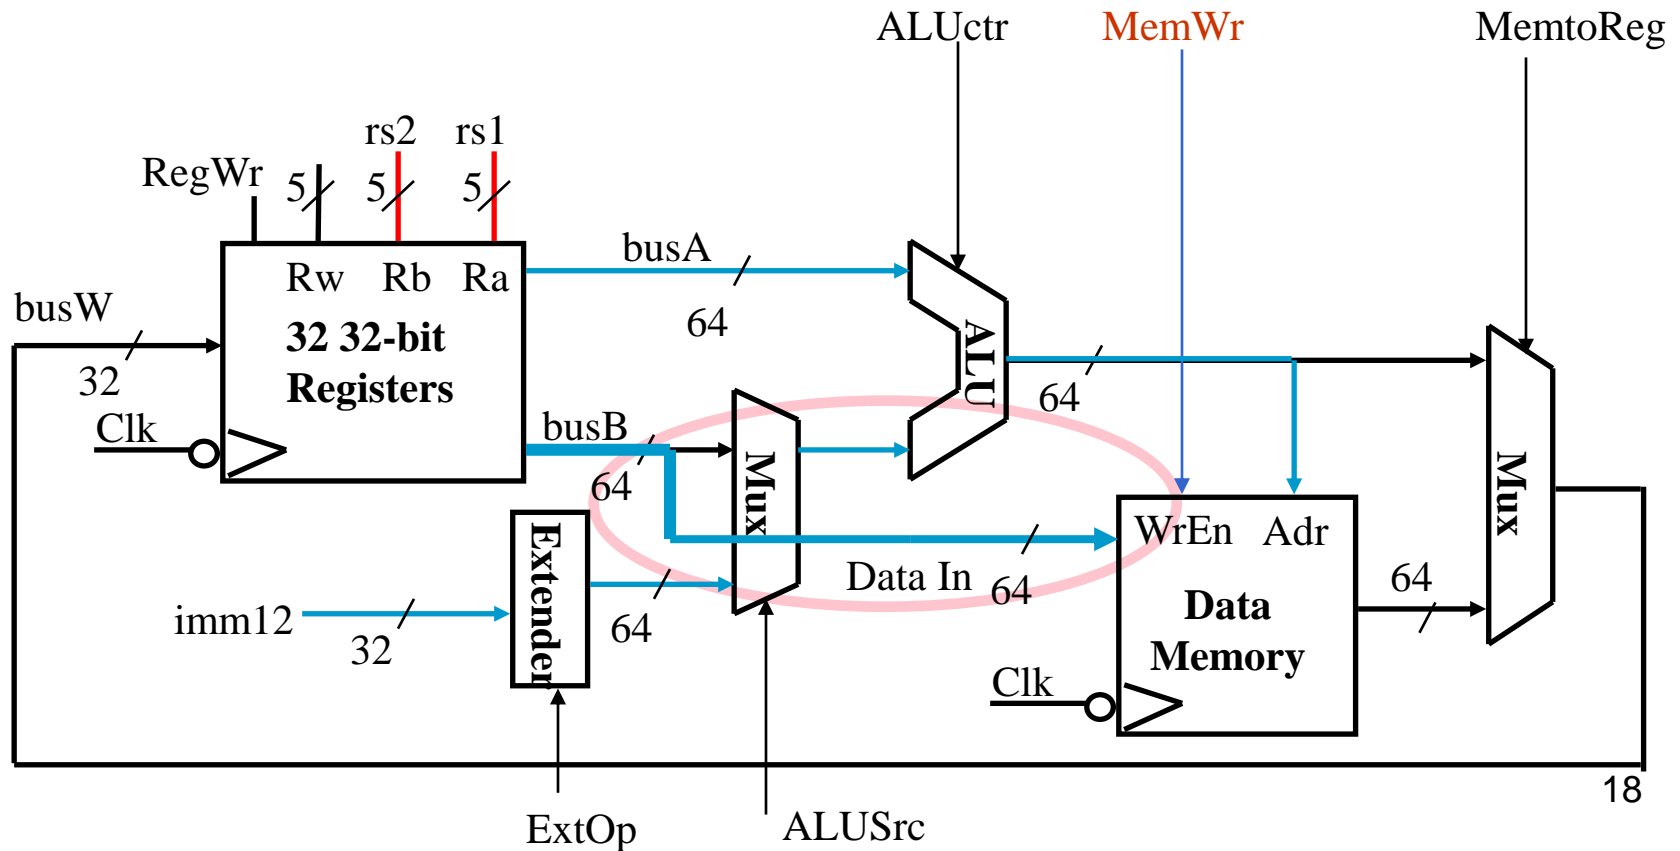 ALUctr
MemWr
MemtoReg
rs2
rs1
RegWr
5
5
5
busA
Rw
Rb
Ra
busW
64
32 32-bit
Registers
ALU
32
64
Clk
busB
Mux
Mux
64
WrEn
Adr
Extender
Data In
64
64
Data
Memory
imm12
32
64
Clk
18
ExtOp
ALUSrc